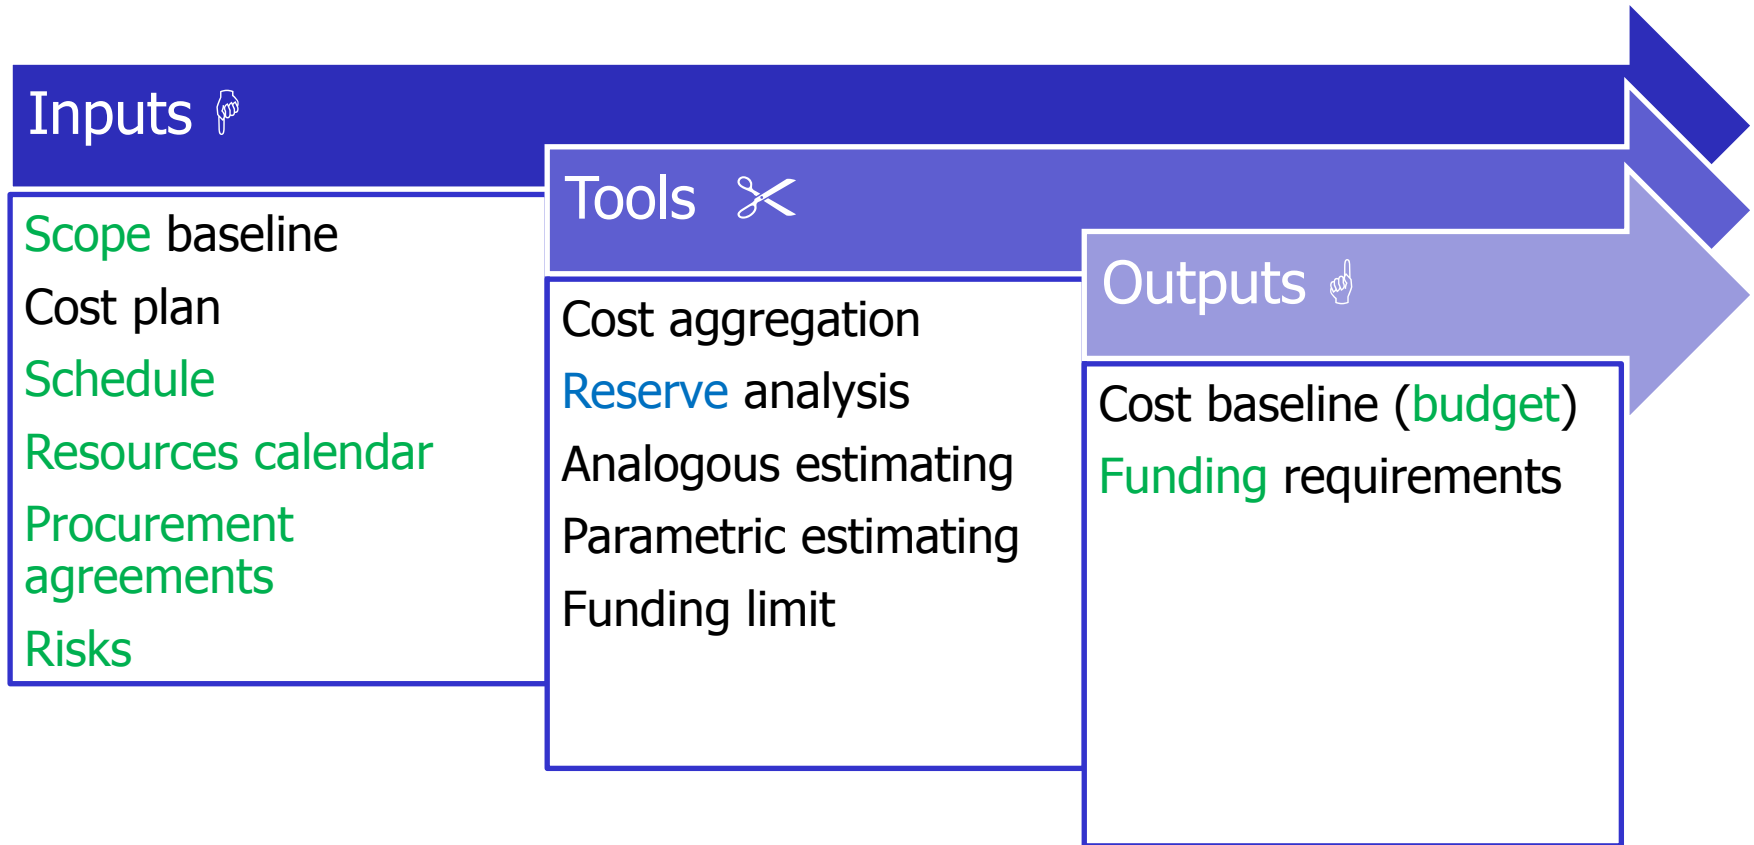 Inputs ☟
Scope baseline
Cost plan
Schedule
Resources calendar
Procurement
agreements
Risks
Tools ✂
Cost aggregation
Reserve analysis
Analogous estimating
Parametric estimating
Funding limit
Outputs ☝
Cost baseline (budget)
Funding requirements